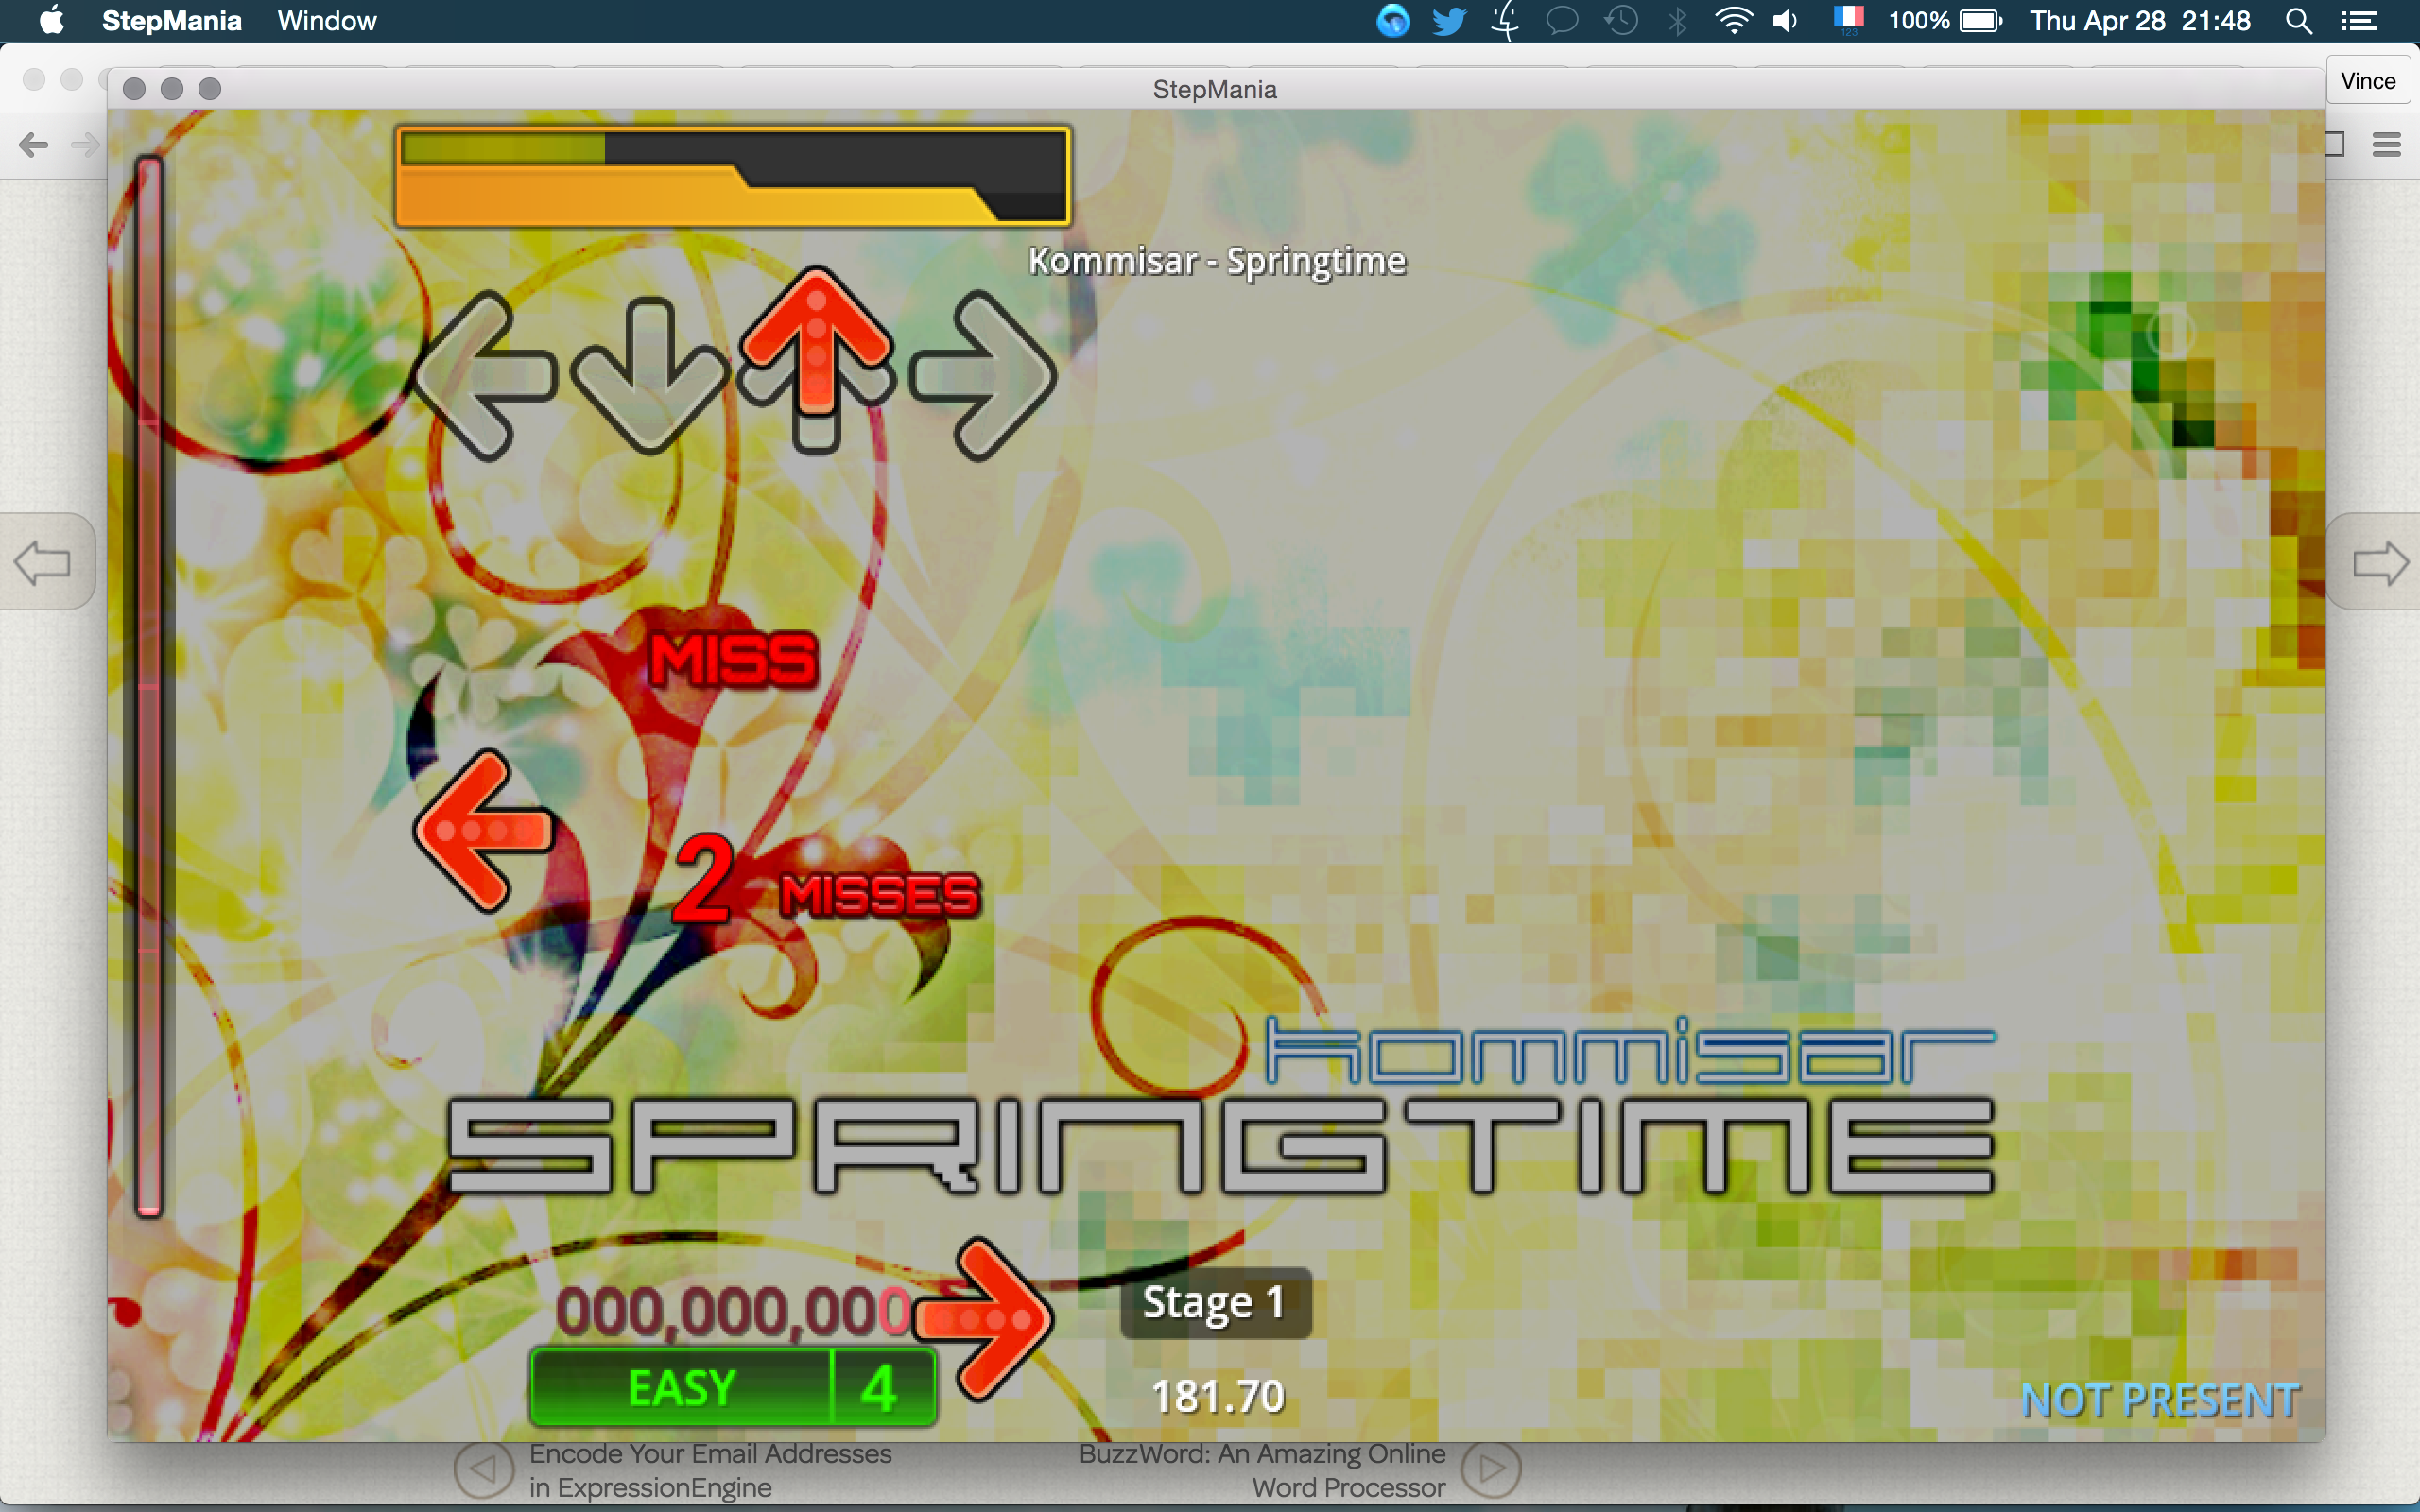 StepMania Window 100% Thu Apr 28 21:48
123
StepMania
Vince
Kommisar - Springtime
MISS
2 MISSES
kommisar
SPRINGTIME
000,000,000
Stage 1
EASY 4
181.70
NOT PRESENT
Encode Your Email Addresses
in ExpressionEngine
BuzzWord: An Amazing Online
Word Processor